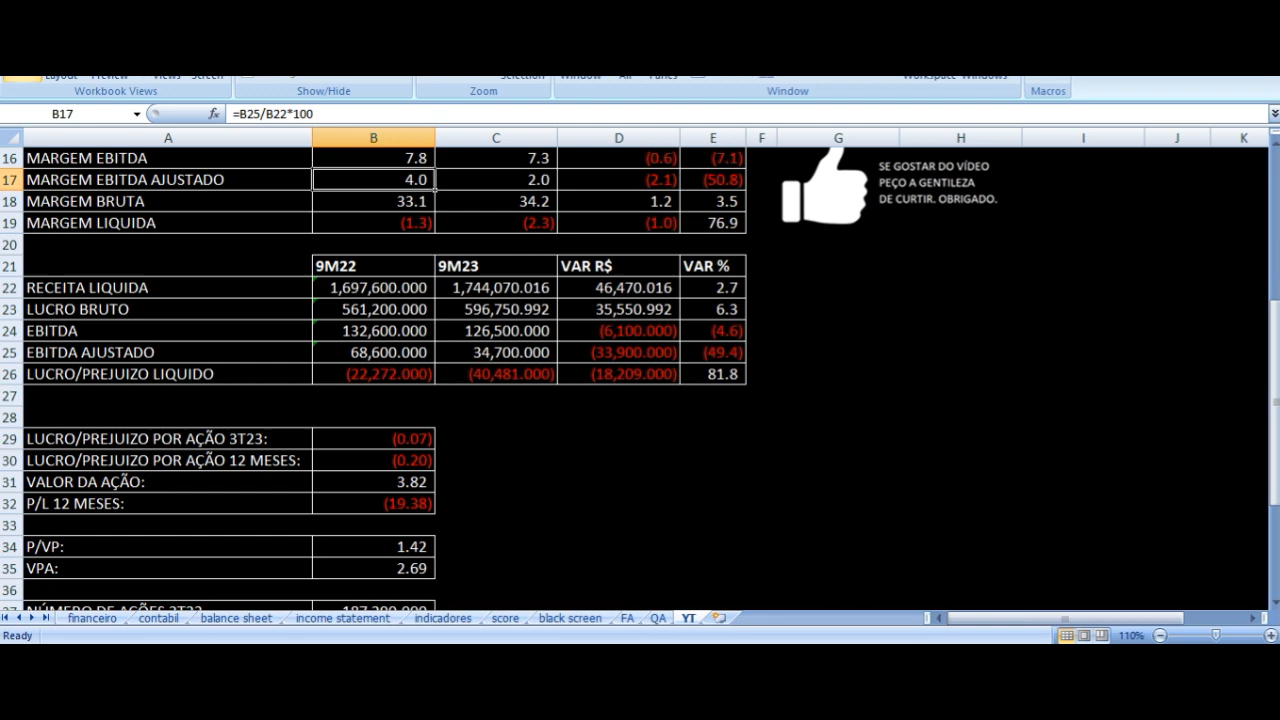 Workbook Views Show/Hide Zoom Window Macros
B17 fx =B25/B22*100
A B C D E F G H I J K
16 MARGEM EBITDA 7.8 7.3 (0.6) (7.1)
17 MARGEM EBITDA AJUSTADO 4.0 2.0 (2.1) (50.8)
18 MARGEM BRUTA 33.1 34.2 1.2 3.5
19 MARGEM LIQUIDA (1.3) (2.3) (1.0) 76.9
SE GOSTAR DO VÍDEO
PEÇO A GENTILEZA
DE CURTIR. OBRIGADO.
20
21 9M22 9M23 VAR R$ VAR %
22 RECEITA LIQUIDA 1,697,600.000 1,744,070.016 46,470.016 2.7
23 LUCRO BRUTO 561,200.000 596,750.992 35,550.992 6.3
24 EBITDA 132,600.000 126,500.000 (6,100.000) (4.6)
25 EBITDA AJUSTADO 68,600.000 34,700.000 (33,900.000) (49.4)
26 LUCRO/PREJUIZO LIQUIDO (22,272.000) (40,481.000) (18,209.000) 81.8
27
28
29 LUCRO/PREJUIZO POR AÇÃO 3T23: (0.07)
30 LUCRO/PREJUIZO POR AÇÃO 12 MESES: (0.20)
31 VALOR DA AÇÃO: 3.82
32 P/L 12 MESES: (19.38)
33
34 P/VP: 1.42
35 VPA: 2.69
36
financeiro contabil balance sheet income statement indicadores score black screen FA QA YT
Ready 110%